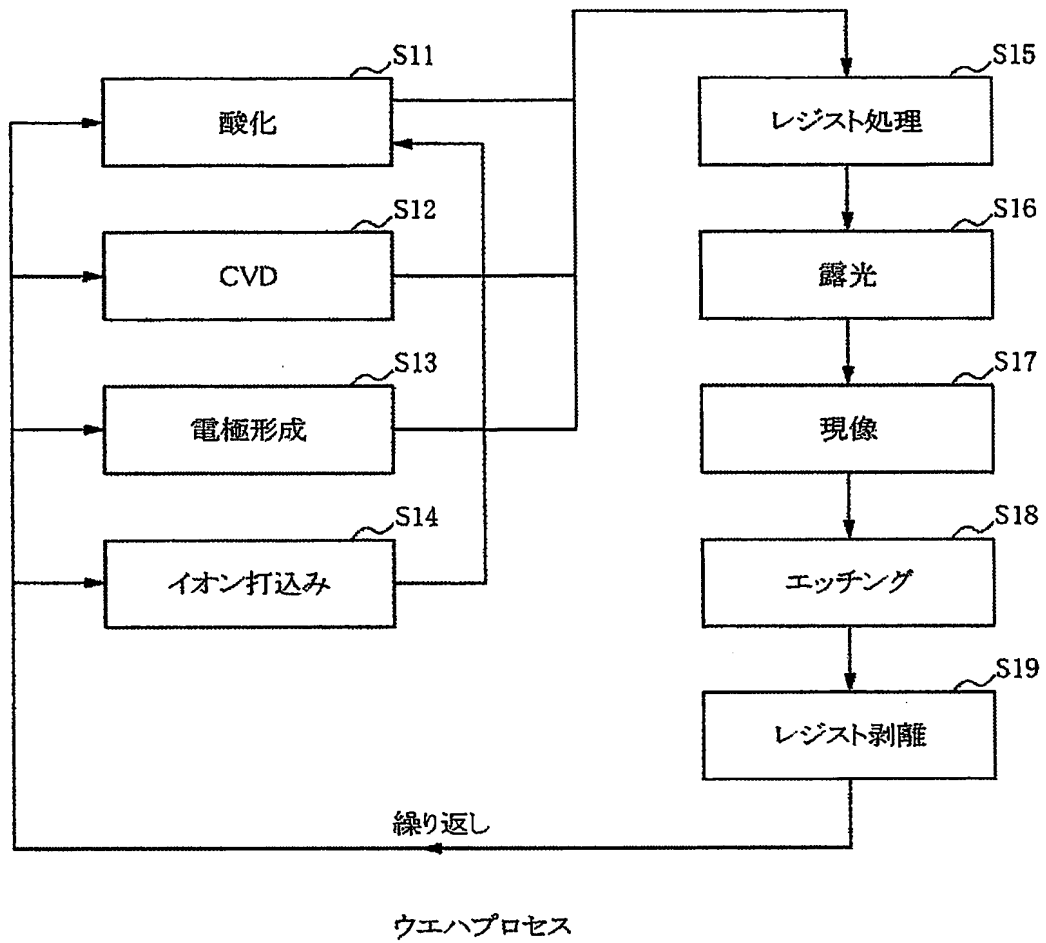 S11
酸化
S12
CVD
S13
電極形成
S14
イオン打込み
S15
レジスト処理
S16
露光
S17
現像
S18
エッチング
S19
レジスト剥離
繰り返し
ウエハプロセス